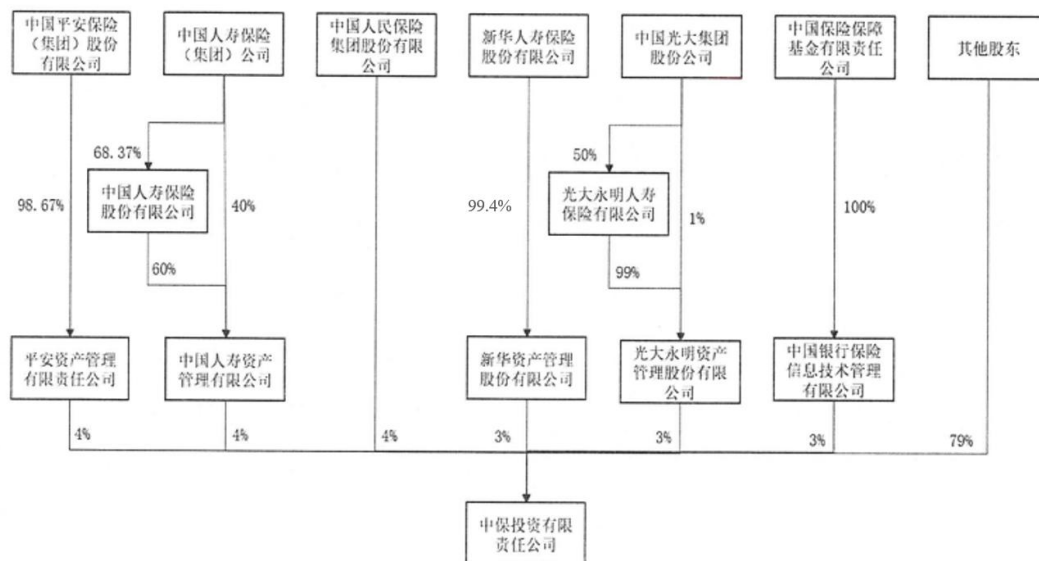 中国平安保险
（集团）股份
有限公司
中国人寿保险
（集团）公司
中国人民保险
集团股份有限
公司
新华人寿保险
股份有限公司
中国光大集团
股份公司
中国保险保障
基金有限责任
公司
其他股东
68.37%
50%
中国人寿保险
股份有限公司
光大永明人寿
保险有限公司
98.67%
40%
99.4%
1%
100%
60%
99%
平安资产管理
有限责任公司
中国人寿资产
管理有限公司
新华资产管理
股份有限公司
光大永明资产
管理股份有限
公司
中国银行保险
信息技术管理
有限公司
4%
4%
4%
3%
3%
3%
79%
中保投资有限
责任公司